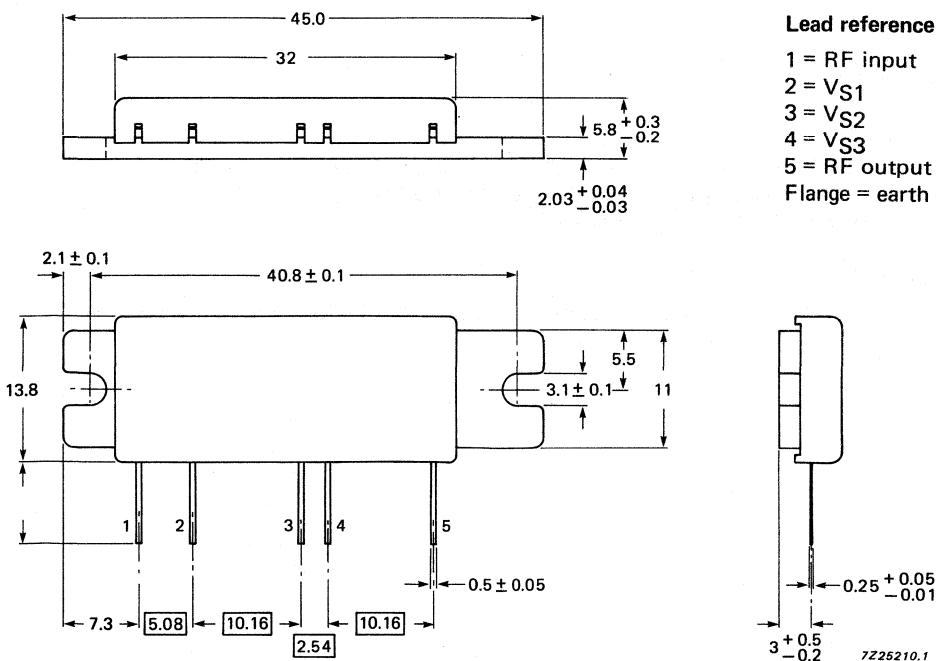 45.0
32
5.8 +0.3 −0.2
2.03 +0.04 −0.03
Lead reference
1 = RF input
2 = VS1
3 = VS2
4 = VS3
5 = RF output
Flange = earth
2.1 ± 0.1
40.8 ± 0.1
13.8
5.5
3.1 ± 0.1
11
1
2
3
4
5
0.5 ± 0.05
0.25 +0.05 −0.01
7.3
5.08
10.16
10.16
2.54
3 +0.5 −0.2
7Z25210.1